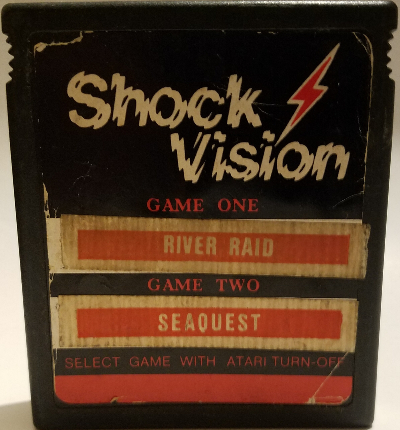 Shock
Vision
GAME ONE
RIVER RAID
GAME TWO
SEAQUEST
SELECT GAME WITH ATARI TURN-OFF